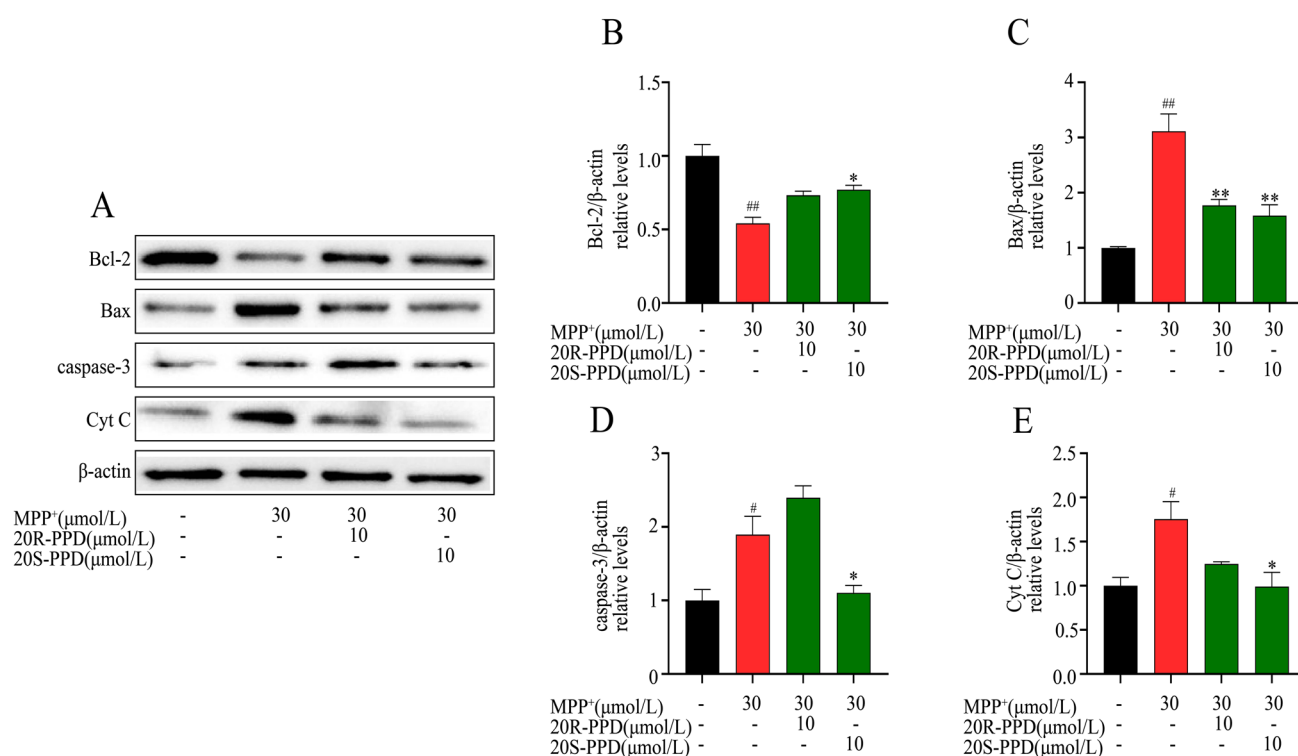 A
Bcl-2
Bax
caspase-3
Cyt C
β-actin
MPP⁺(μmol/L) - 30 30 30
20R-PPD(μmol/L) - - 10 -
20S-PPD(μmol/L) - - - 10
B
Bcl-2/β-actin
relative levels
1.5
1.0
0.5
0.0
##
*
MPP⁺(μmol/L) - 30 30 30
20R-PPD(μmol/L) - - 10 -
20S-PPD(μmol/L) - - - 10
C
Bax/β-actin
relative levels
4
3
2
1
0
##
**
**
MPP⁺(μmol/L) - 30 30 30
20R-PPD(μmol/L) - - 10 -
20S-PPD(μmol/L) - - - 10
D
caspase-3/β-actin
relative levels
3
2
1
0
#
*
MPP⁺(μmol/L) - 30 30 30
20R-PPD(μmol/L) - - 10 -
20S-PPD(μmol/L) - - - 10
E
Cyt C/β-actin
relative levels
2.5
2.0
1.5
1.0
0.5
0.0
#
*
MPP⁺(μmol/L) - 30 30 30
20R-PPD(μmol/L) - - 10 -
20S-PPD(μmol/L) - - - 10